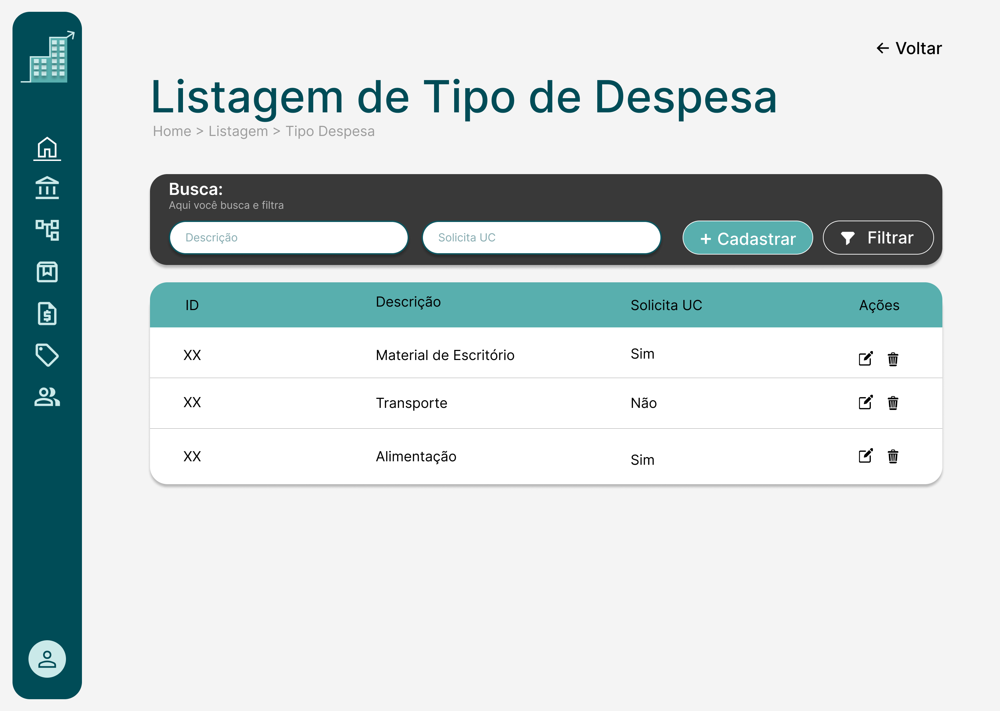 ← Voltar
Listagem de Tipo de Despesa
Home > Listagem > Tipo Despesa
Busca:
Aqui você busca e filtra
Descrição Solicita UC + Cadastrar Filtrar
ID Descrição Solicita UC Ações
XX Material de Escritório Sim
XX Transporte Não
XX Alimentação Sim